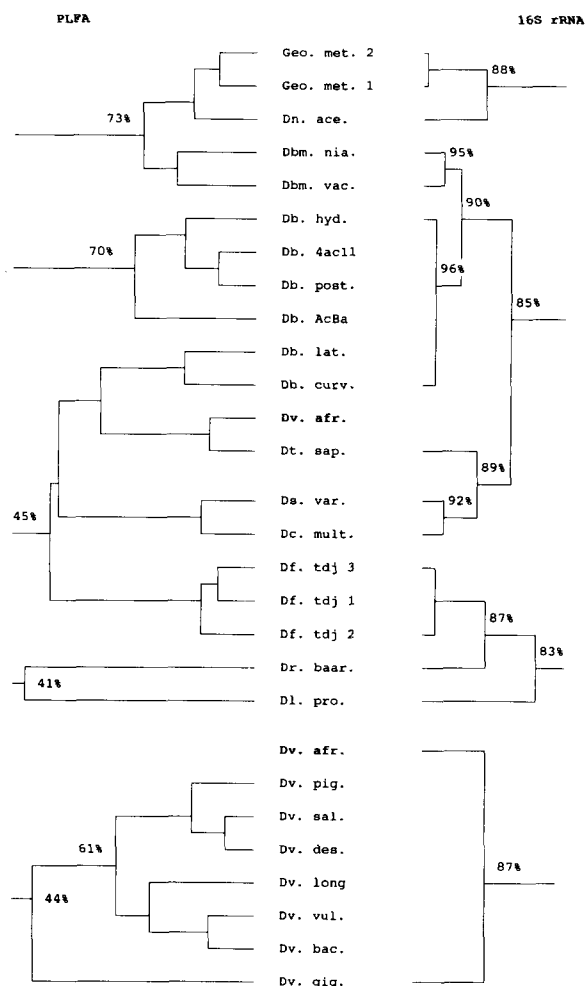 PLFA 16S rRNA
Geo. met. 2
88%
Geo. met. 1
73%
Dn. ace.
Dbm. nia.
95%
Dbm. vac.
90%
Db. hyd.
70%
Db. 4ac11
96%
Db. post.
85%
Db. AcBa
Db. lat.
Db. curv.
Dv. afr.
Dt. sap.
89%
Ds. var.
92%
45%
Dc. mult.
Df. tdj 3
Df. tdj 1
87%
Df. tdj 2
83%
Dr. baar.
41%
Dl. pro.
Dv. afr.
Dv. pig.
Dv. sal.
61%
Dv. des.
Dv. long
87%
44%
Dv. vul.
Dv. bac.
Dv. gig.